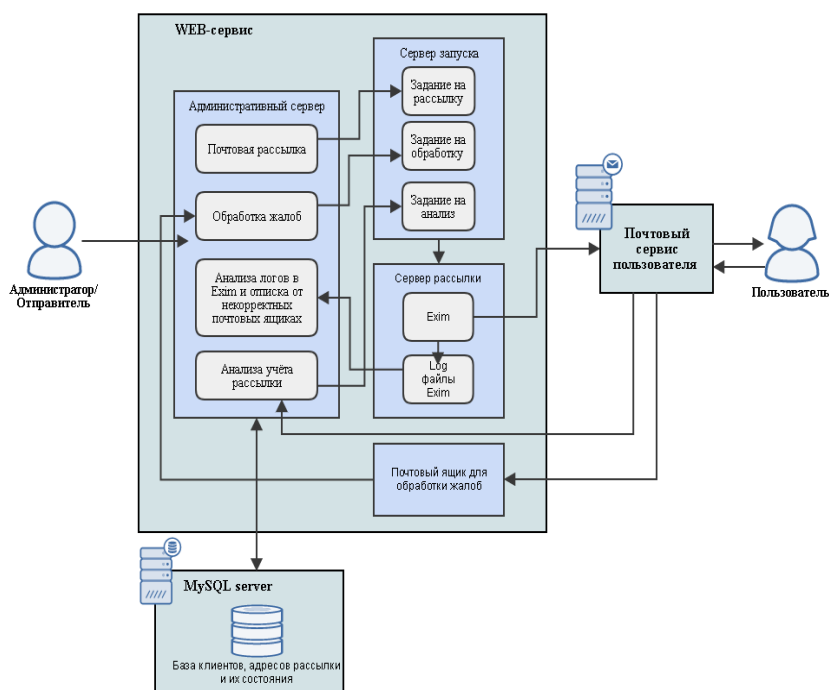 WEB-сервис
Сервер запуска
Задание на
рассылку
Задание на
обработку
Задание на
анализ
Административный сервер
Почтовая рассылка
Обработка жалоб
Анализа логов в
Exim и отписка от
некорректных
почтовых ящиках
Анализа учёта
рассылки
Сервер рассылки
Exim
Log
файлы
Exim
Почтовый ящик для
обработки жалоб
Администратор/
Отправитель
Почтовый
сервис
пользователя
Пользователь
MySQL server
База клиентов, адресов рассылки
и их состояния